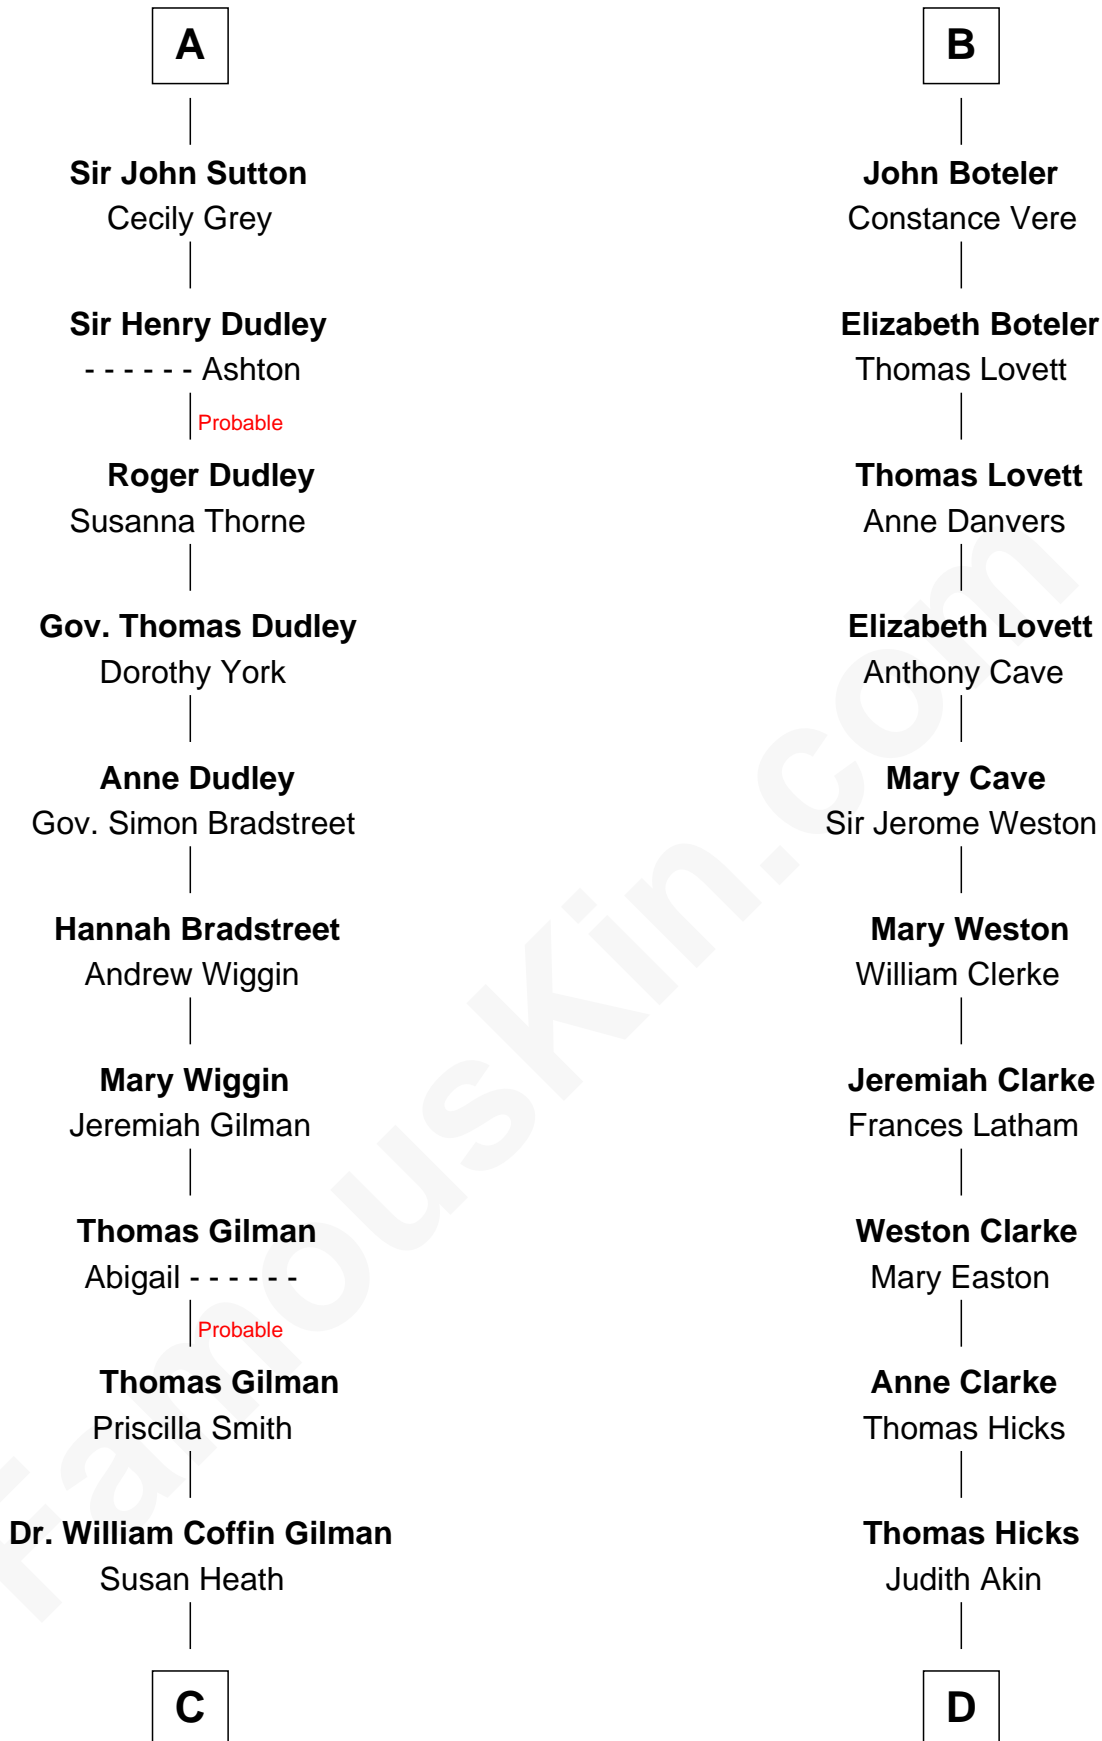 A
Sir John Sutton
Cecily Grey
Sir Henry Dudley
- - - - - - Ashton
Probable
Roger Dudley
Susanna Thorne
Gov. Thomas Dudley
Dorothy York
Anne Dudley
Gov. Simon Bradstreet
Hannah Bradstreet
Andrew Wiggin
Mary Wiggin
Jeremiah Gilman
Thomas Gilman
Abigail - - - - - -
Probable
Thomas Gilman
Priscilla Smith
Dr. William Coffin Gilman
Susan Heath
C
B
John Boteler
Constance Vere
Elizabeth Boteler
Thomas Lovett
Thomas Lovett
Anne Danvers
Elizabeth Lovett
Anthony Cave
Mary Cave
Sir Jerome Weston
Mary Weston
William Clerke
Jeremiah Clarke
Frances Latham
Weston Clarke
Mary Easton
Anne Clarke
Thomas Hicks
Thomas Hicks
Judith Akin
D
FamousKin.com